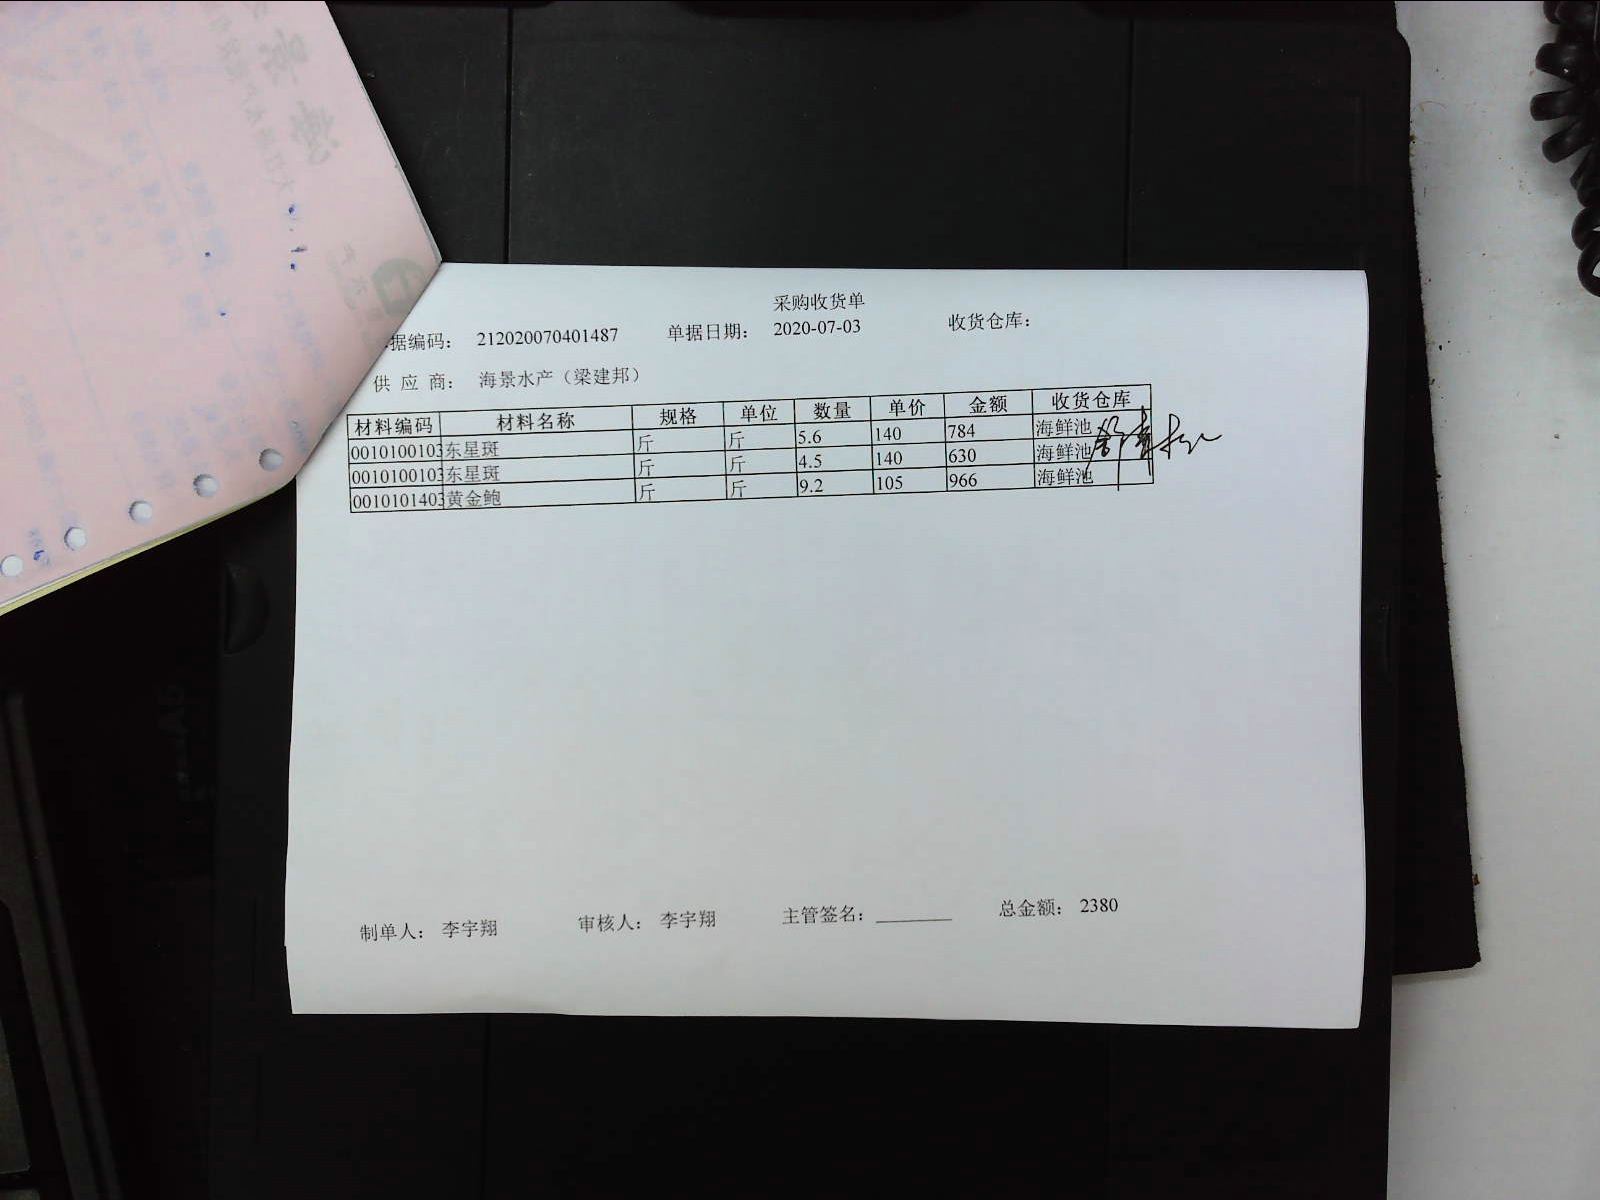 采购收货单
据编码： 212020070401487 单据日期： 2020-07-03 收货仓库：
供 应 商： 海景水产（梁建邦）
材料编码 材料名称 规格 单位 数量 单价 金额 收货仓库
0010100103 东星斑 斤 斤 5.6 140 784 海鲜池
0010100103 东星斑 斤 斤 4.5 140 630 海鲜池
0010101403 黄金鲍 斤 斤 9.2 105 966 海鲜池
制单人： 李宇翔 审核人： 李宇翔 主管签名： 总金额： 2380